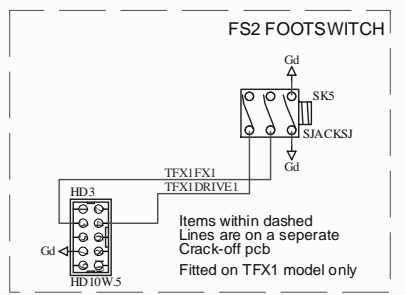 FS2 FOOTSWITCH
Gd
SK5
SJACKSJ
Gd
TFX1FX1
TFX1DRIVE1
HD3
Gd
HD10W.5
Items within dashed
Lines are on a seperate
Crack-off pcb
Fitted on TFX1 model only